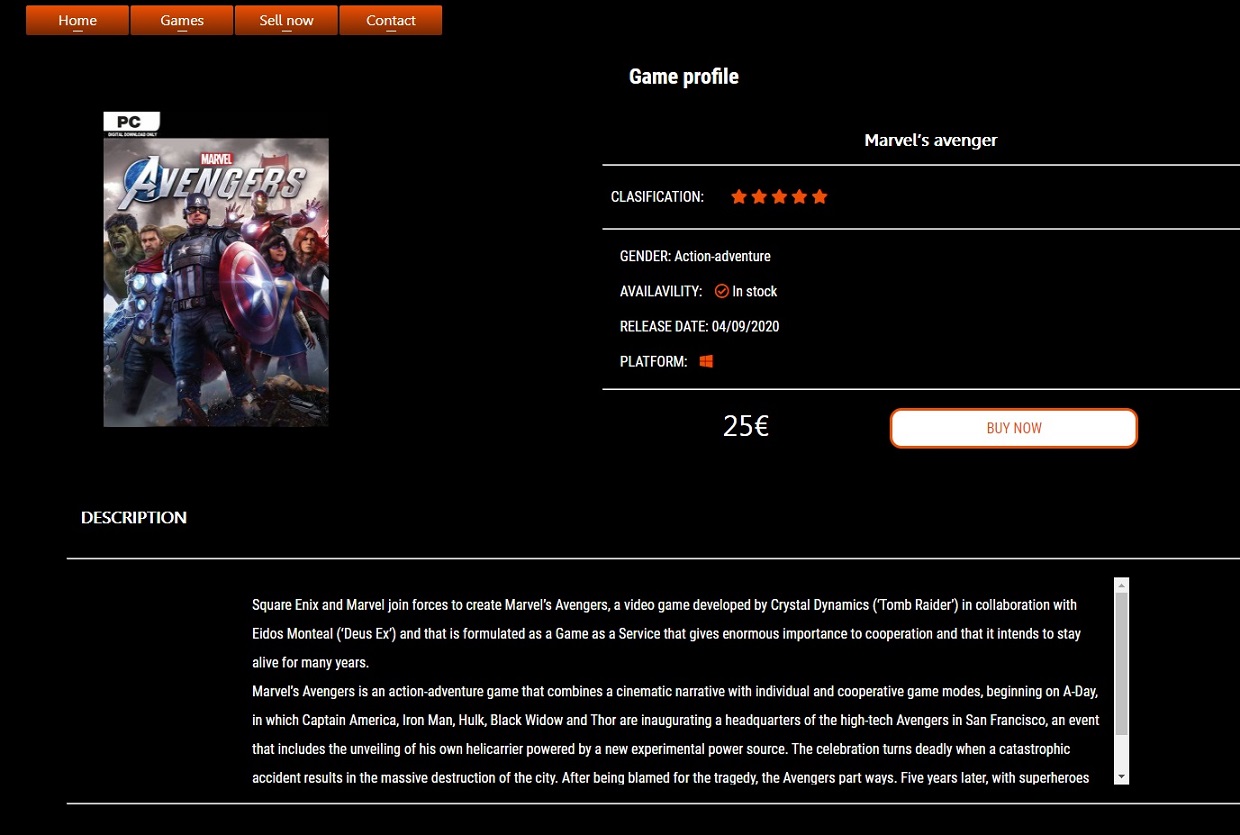 Home Games Sell now Contact
Game profile
PC
DIGITAL DOWNLOAD ONLY
MARVEL
AVENGERS
Marvel's avenger
CLASIFICATION:
GENDER: Action-adventure
AVAILAVILITY: In stock
RELEASE DATE: 04/09/2020
PLATFORM:
25€ BUY NOW
DESCRIPTION
Square Enix and Marvel join forces to create Marvel's Avengers, a video game developed by Crystal Dynamics ('Tomb Raider') in collaboration with
Eidos Monteal ('Deus Ex') and that is formulated as a Game as a Service that gives enormous importance to cooperation and that it intends to stay
alive for many years.
Marvel's Avengers is an action-adventure game that combines a cinematic narrative with individual and cooperative game modes, beginning on A-Day,
in which Captain America, Iron Man, Hulk, Black Widow and Thor are inaugurating a headquarters of the high-tech Avengers in San Francisco, an event
that includes the unveiling of his own helicarrier powered by a new experimental power source. The celebration turns deadly when a catastrophic
accident results in the massive destruction of the city. After being blamed for the tragedy, the Avengers part ways. Five years later, with superheroes